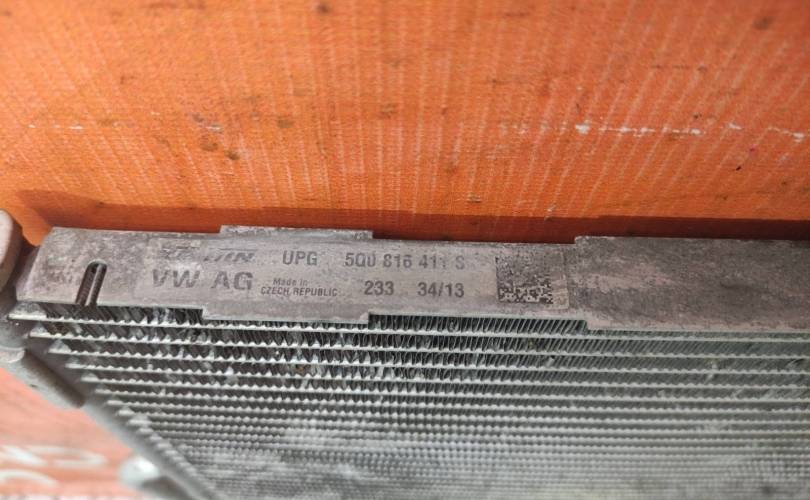 UPG 5Q0 816 411 S
VW AG Made in CZECH REPUBLIC 233 34/13